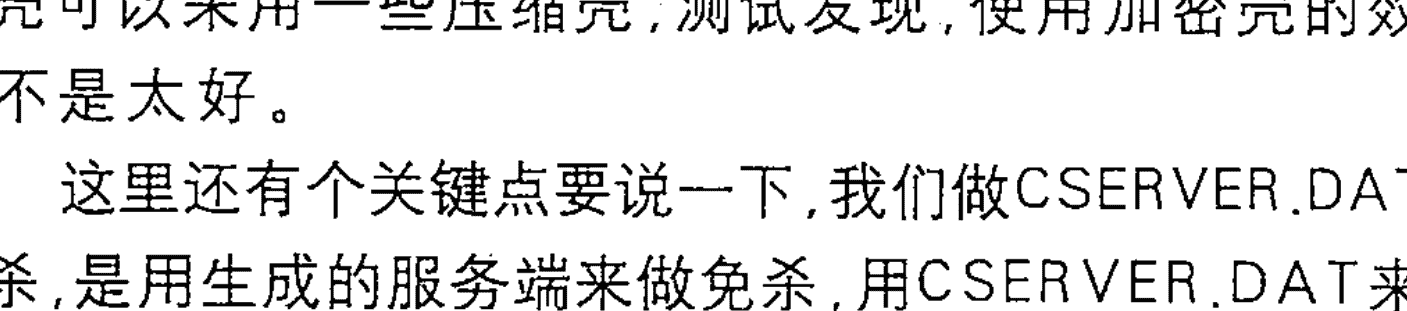 壳可以采用一些压缩壳,测试发现,使用加密壳的效
不是太好。
这里还有个关键点要说一下,我们做CSERVER.DAT
杀,是用生成的服务端来做免杀,用CSERVER.DAT来